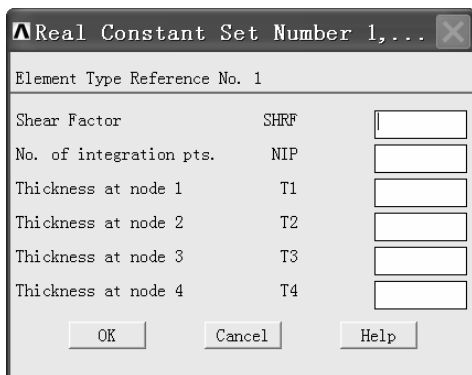 Real Constant Set Number 1,...
Element Type Reference No. 1
Shear Factor SHRF
No. of integration pts. NIP
Thickness at node 1 T1
Thickness at node 2 T2
Thickness at node 3 T3
Thickness at node 4 T4
OK Cancel Help